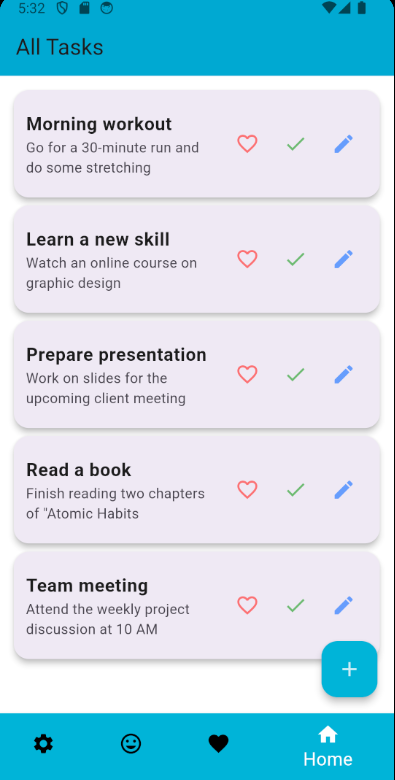 5:32
All Tasks
Morning workout
Go for a 30-minute run and
do some stretching
Learn a new skill
Watch an online course on
graphic design
Prepare presentation
Work on slides for the
upcoming client meeting
Read a book
Finish reading two chapters
of "Atomic Habits
Team meeting
Attend the weekly project
discussion at 10 AM
Home